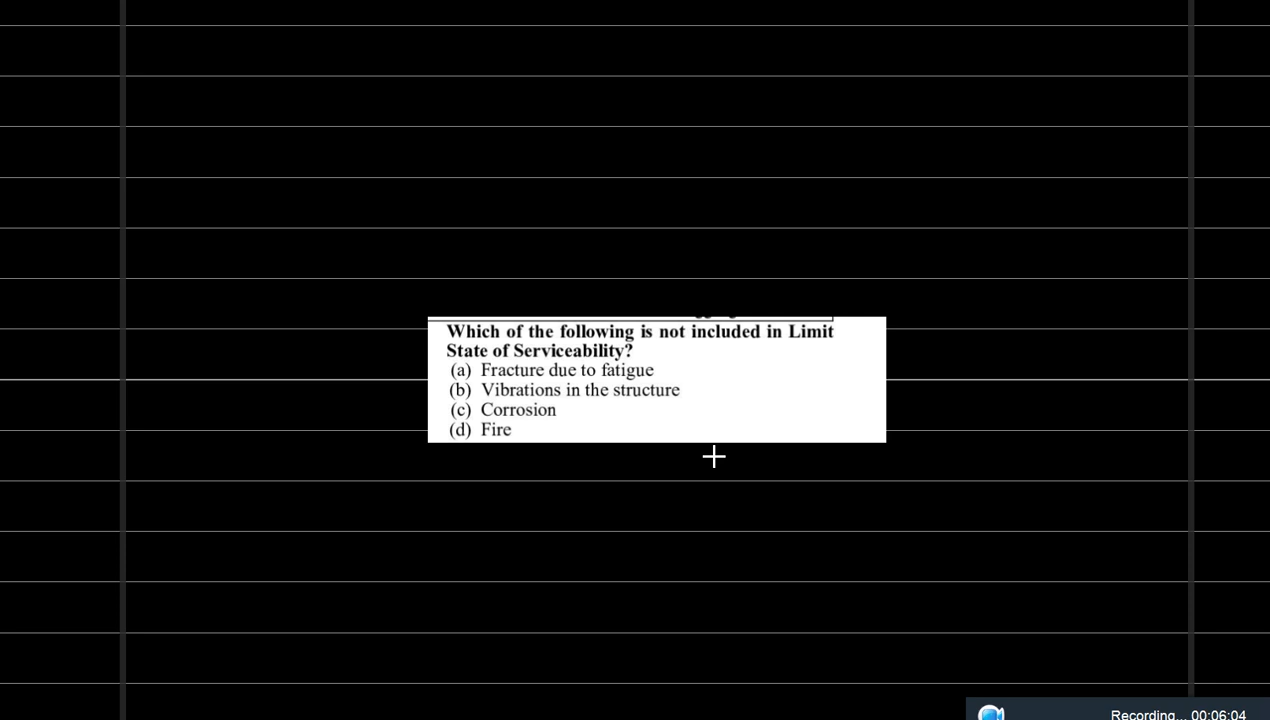 Which of the following is not included in Limit
State of Serviceability?
(a) Fracture due to fatigue
(b) Vibrations in the structure
(c) Corrosion
(d) Fire
Recording... 00:06:04